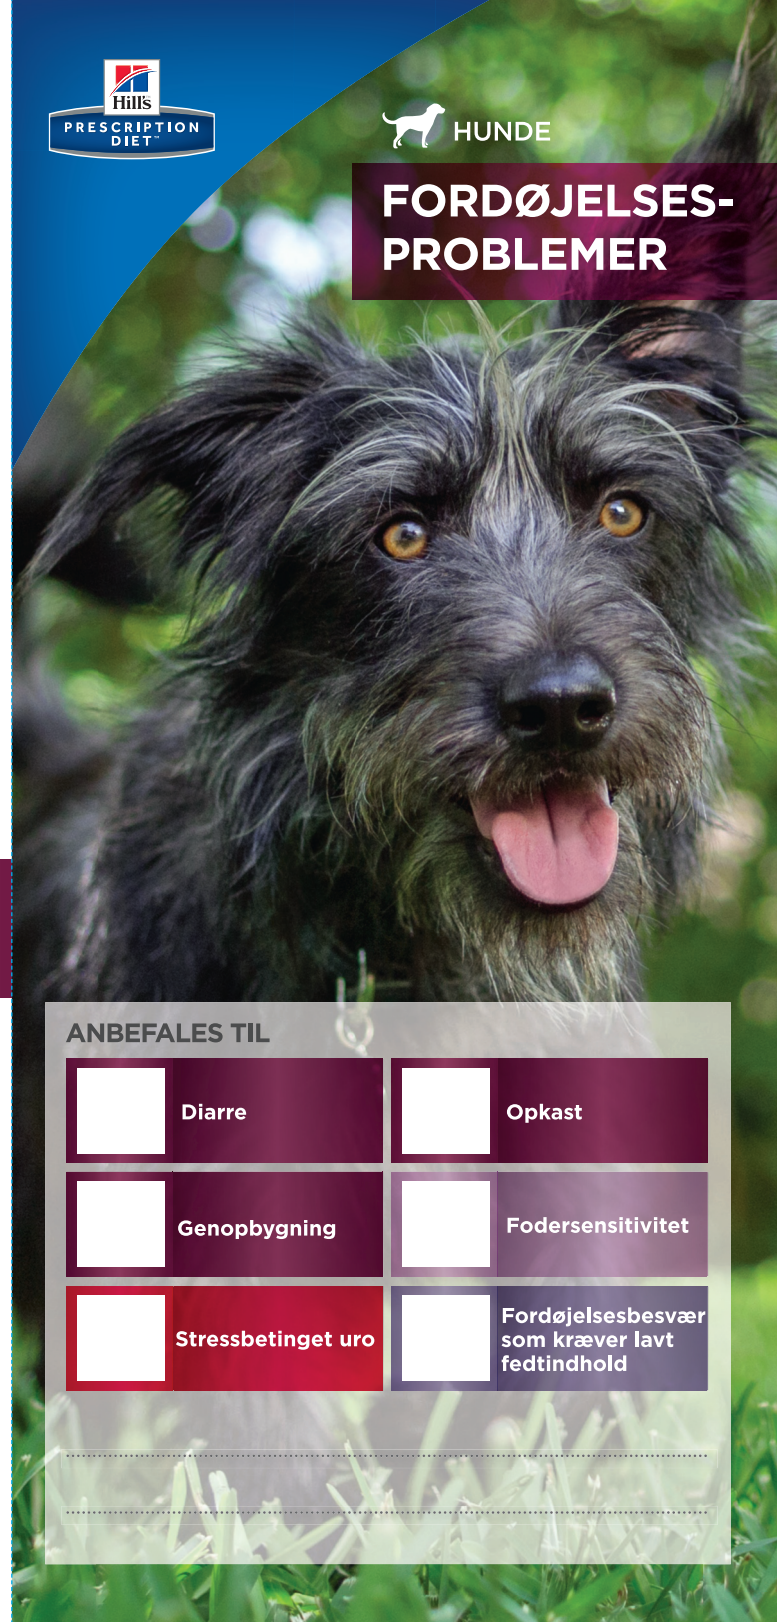 Hill's
PRESCRIPTION
DIET™
HUNDE
FORDØJELSES-
PROBLEMER
ANBEFALES TIL
Diarre
Opkast
Genopbygning
Fodersensitivitet
Stressbetinget uro
Fordøjelsesbesvær
som kræver lavt
fedtindhold